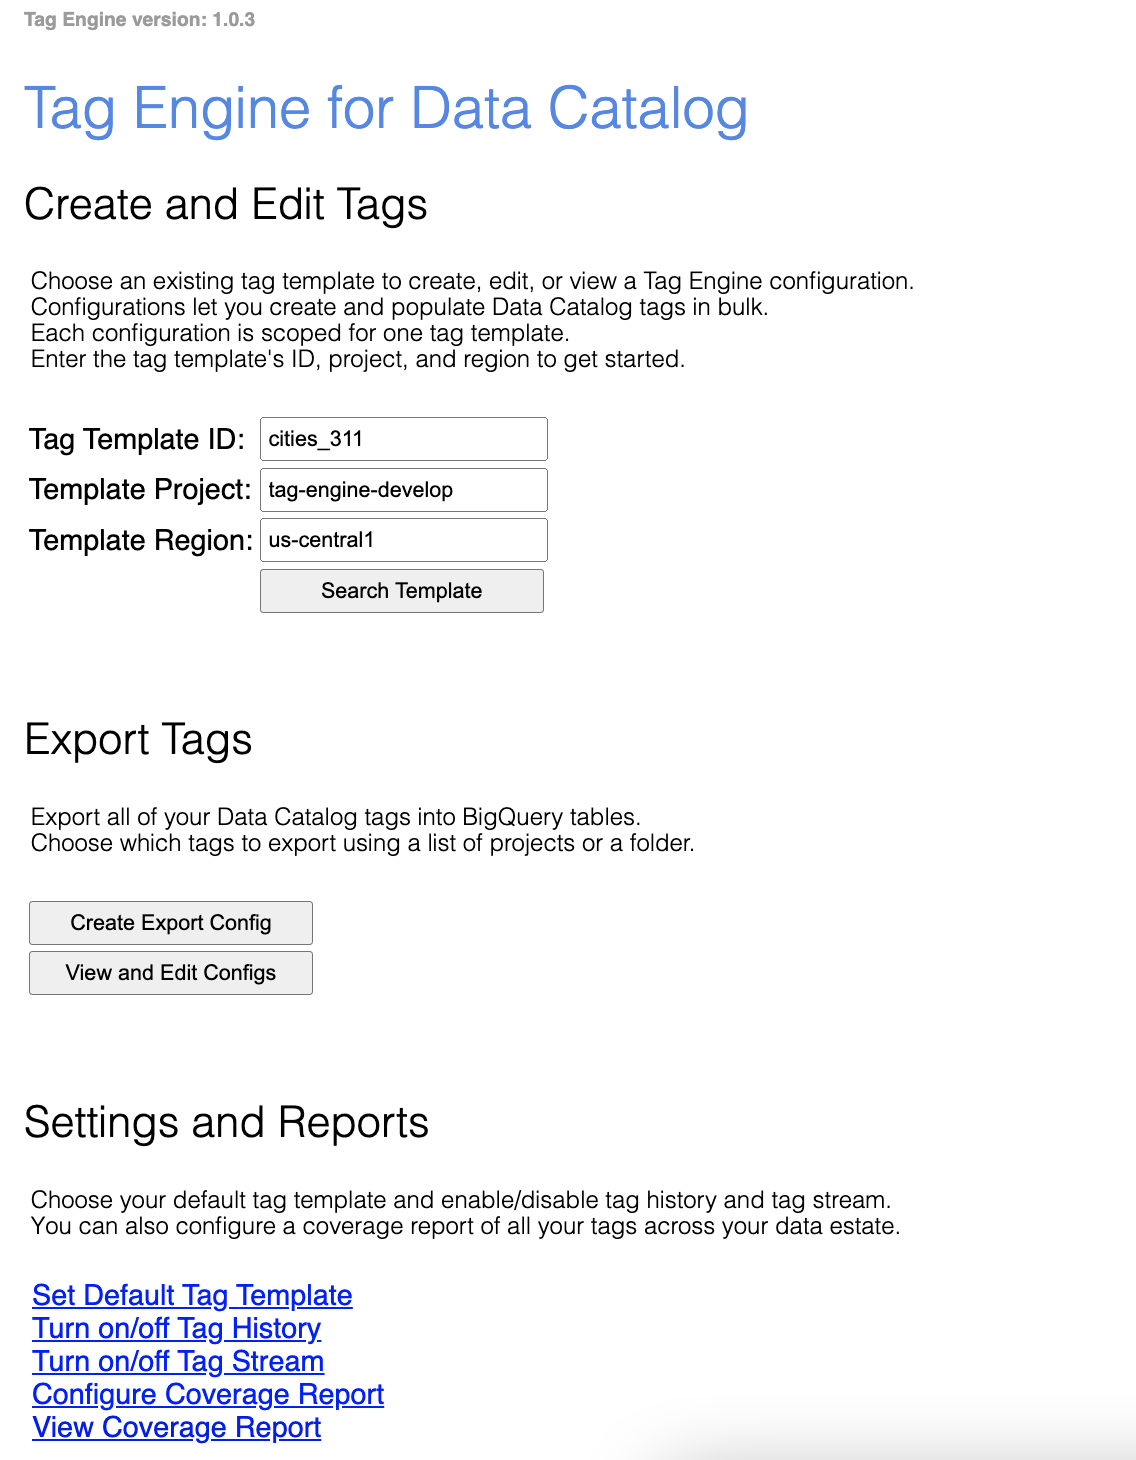 Tag Engine version: 1.0.3
Tag Engine for Data Catalog
Create and Edit Tags
Choose an existing tag template to create, edit, or view a Tag Engine configuration.
Configurations let you create and populate Data Catalog tags in bulk.
Each configuration is scoped for one tag template.
Enter the tag template's ID, project, and region to get started.
Tag Template ID: cities_311
Template Project: tag-engine-develop
Template Region: us-central1
Search Template
Export Tags
Export all of your Data Catalog tags into BigQuery tables.
Choose which tags to export using a list of projects or a folder.
Create Export Config
View and Edit Configs
Settings and Reports
Choose your default tag template and enable/disable tag history and tag stream.
You can also configure a coverage report of all your tags across your data estate.
Set Default Tag Template
Turn on/off Tag History
Turn on/off Tag Stream
Configure Coverage Report
View Coverage Report